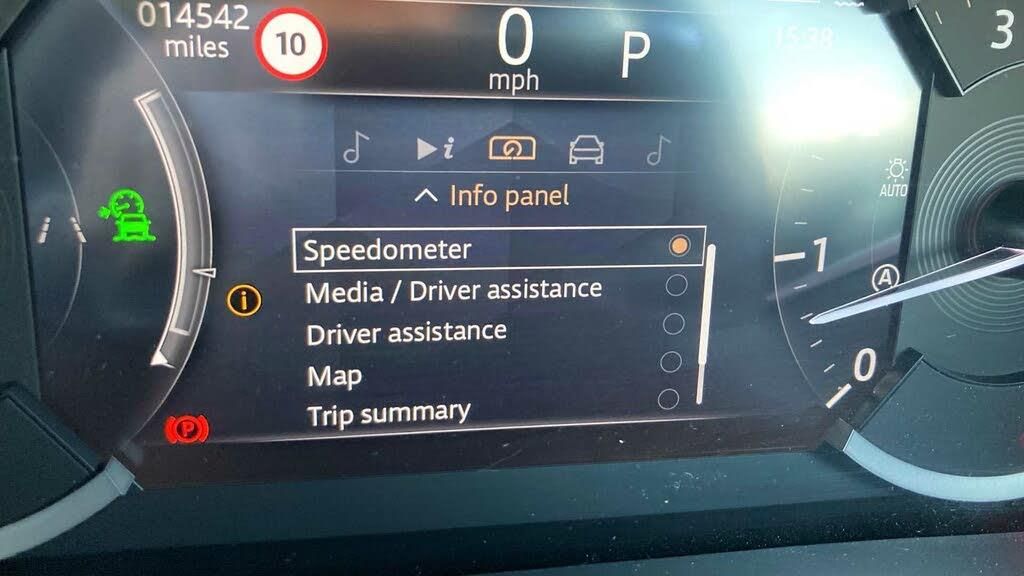 014542
miles
10
0
mph
P
15:38
3
i
Info panel
Speedometer
Media / Driver assistance
Driver assistance
Map
Trip summary
i
P
AUTO
1
A
0